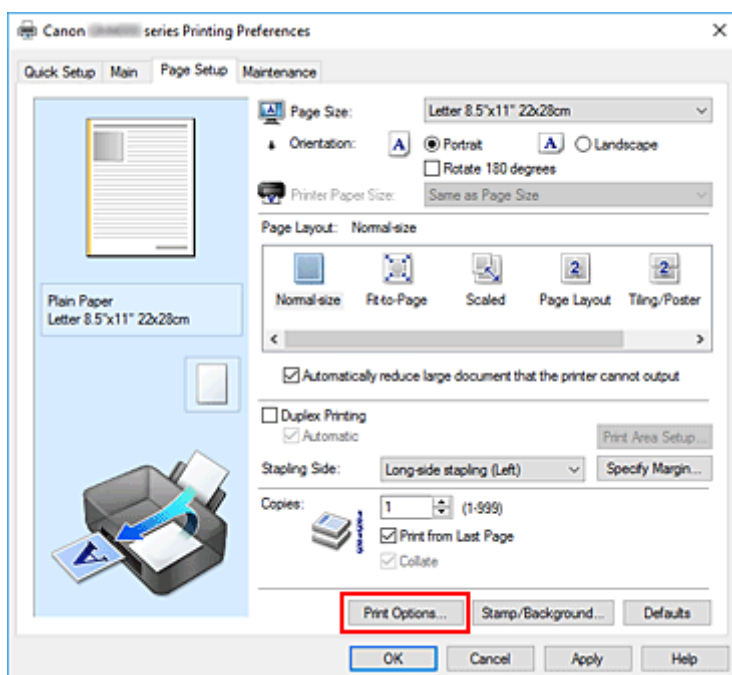 Canon series Printing Preferences
Quick Setup Main Page Setup Maintenance
Page Size: Letter 8.5"x11" 22x28cm
Orientation: A Portrait A Landscape
Rotate 180 degrees
Printer Paper Size: Same as Page Size
Page Layout: Normal-size
2 2
Normal-size Fit-to-Page Scaled Page Layout Tiling/Poster
Plain Paper
Letter 8.5"x11" 22x28cm
Automatically reduce large document that the printer cannot output
Duplex Printing
Automatic
Print Area Setup...
Stapling Side: Long-side stapling (Left) Specify Margin...
Copies: 1 (1-999)
Print from Last Page
Collate
A
Print Options... Stamp/Background... Defaults
OK Cancel Apply Help